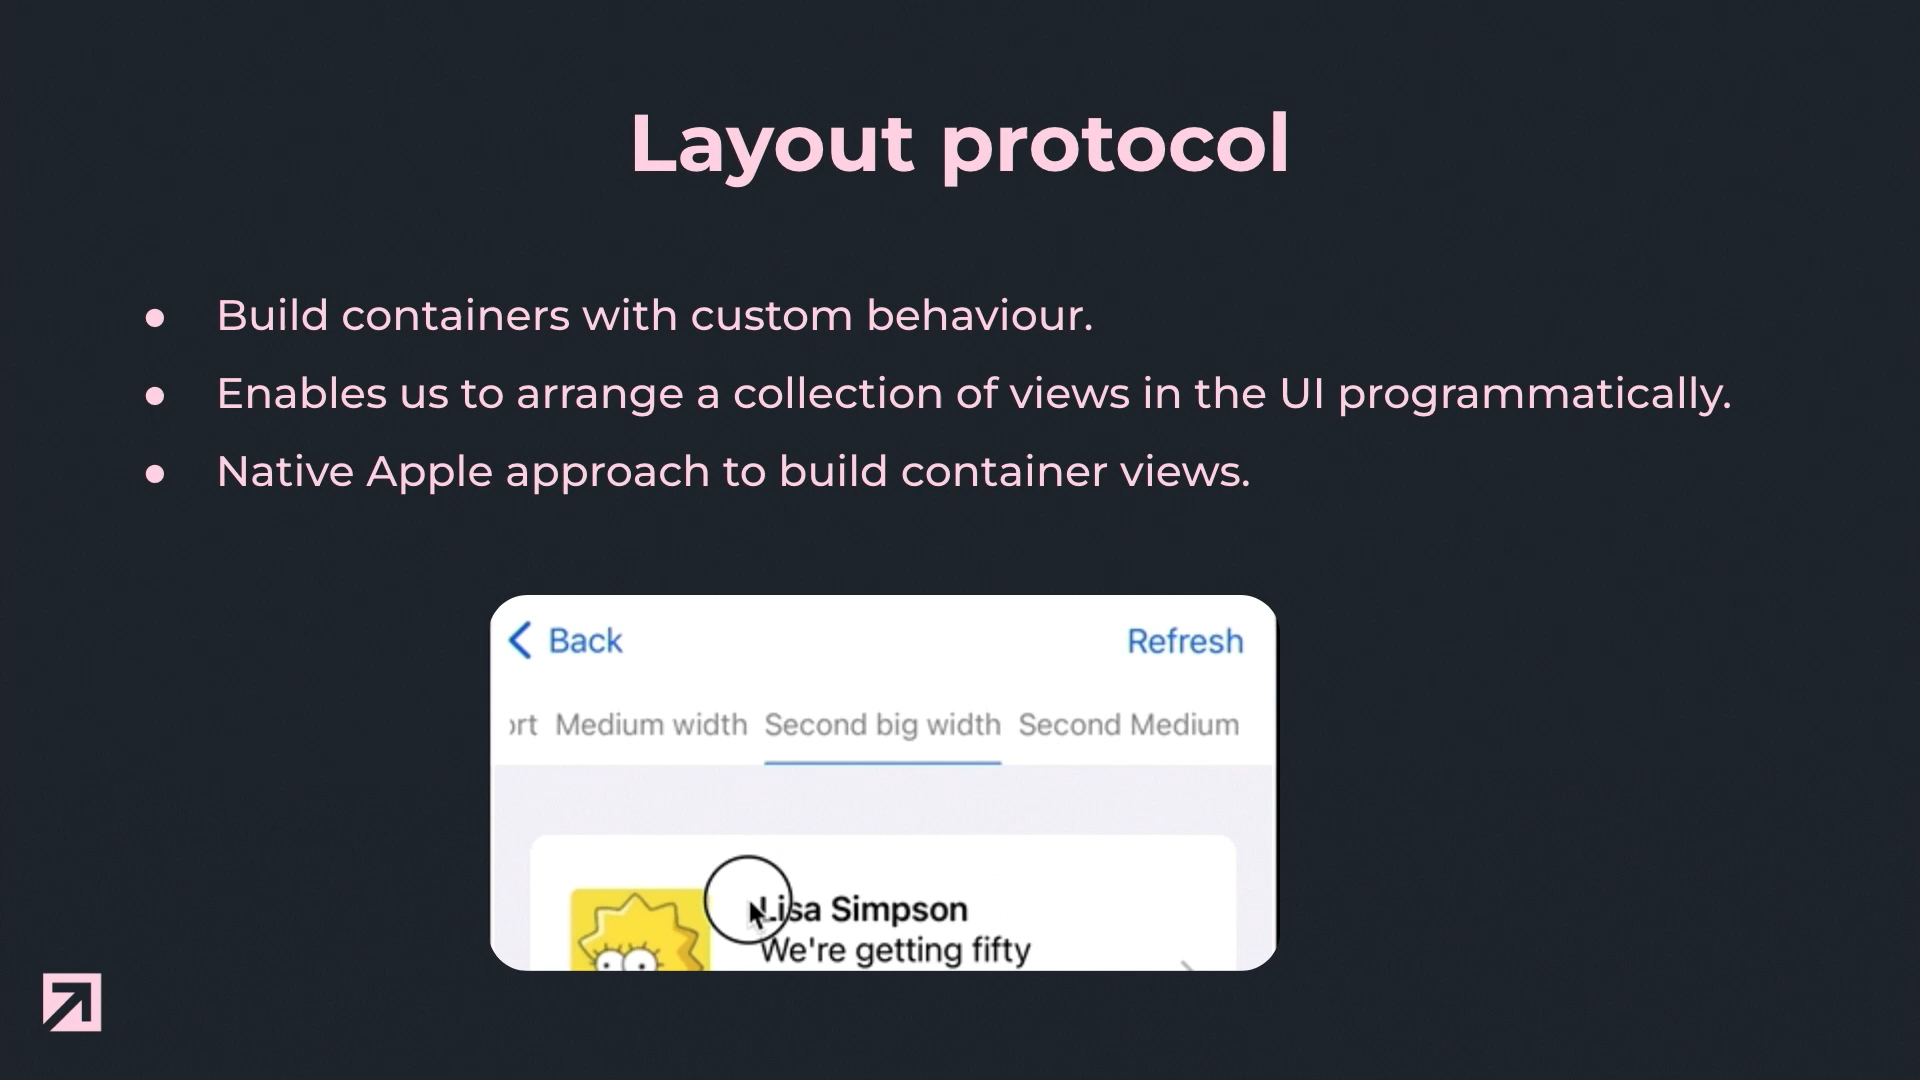 Layout protocol
● Build containers with custom behaviour.
● Enables us to arrange a collection of views in the UI programmatically.
● Native Apple approach to build container views.
Back Refresh
Medium width Second big width Second Medium
Lisa Simpson
We're getting fifty